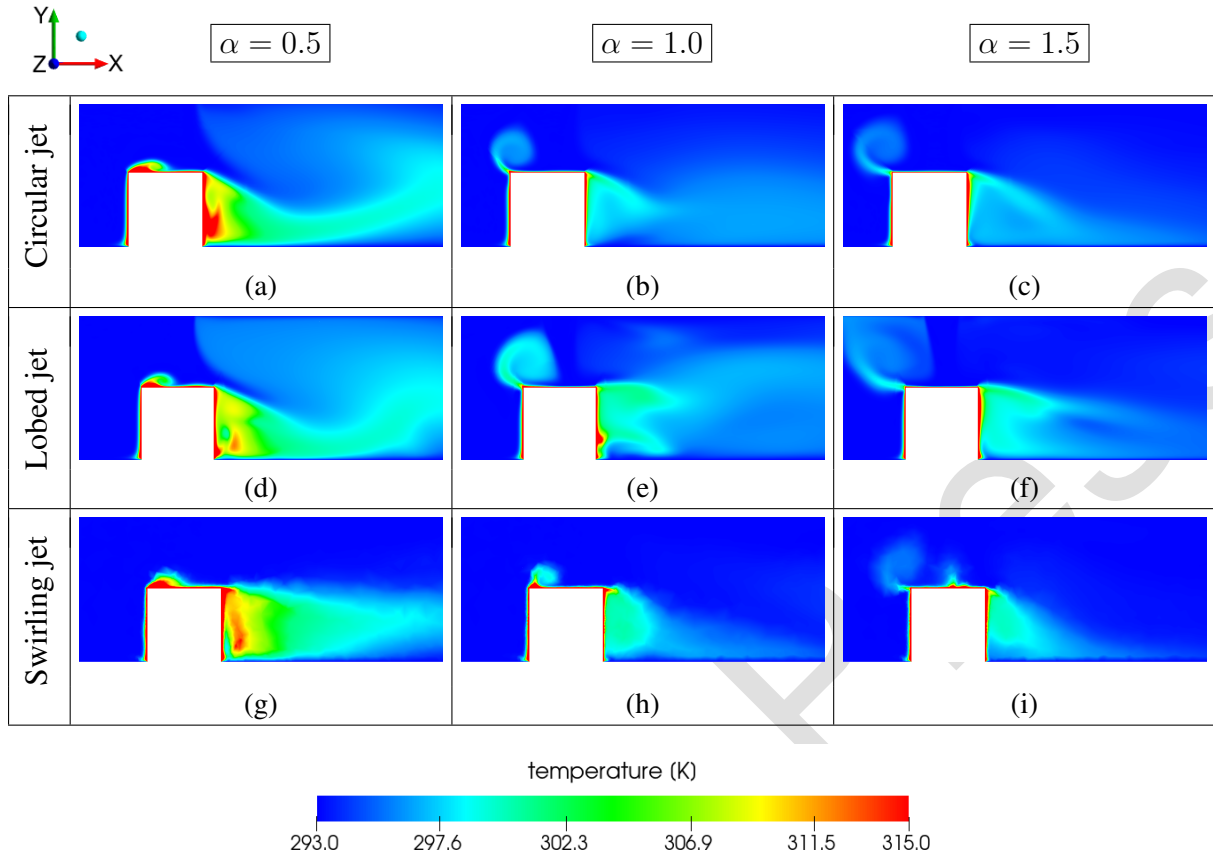 Y
Z X
α = 0.5 α = 1.0 α = 1.5
Circular jet
(a) (b) (c)
Lobed jet
(d) (e) (f)
Swirling jet
(g) (h) (i)
temperature (K)
293.0 297.6 302.3 306.9 311.5 315.0